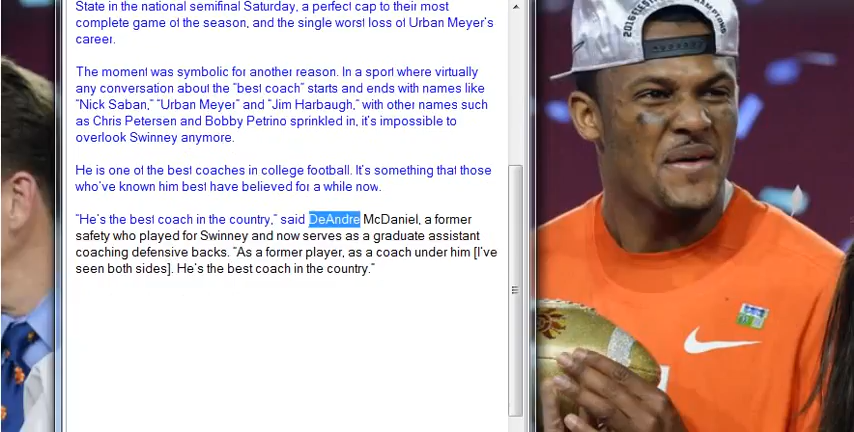 State in the national semifinal Saturday, a perfect cap to their most
complete game of the season, and the single worst loss of Urban Meyer's
career.
The moment was symbolic for another reason. In a sport where virtually
any conversation about the "best coach" starts and ends with names like
"Nick Saban," "Urban Meyer" and "Jim Harbaugh," with other names such
as Chris Petersen and Bobby Petrino sprinkled in, it's impossible to
overlook Swinney anymore.
He is one of the best coaches in college football. It's something that those
who've known him best have believed for a while now.
"He's the best coach in the country," said DeAndre McDaniel, a former
safety who played for Swinney and now serves as a graduate assistant
coaching defensive backs. "As a former player, as a coach under him [I've
seen both sides]. He's the best coach in the country."
2016